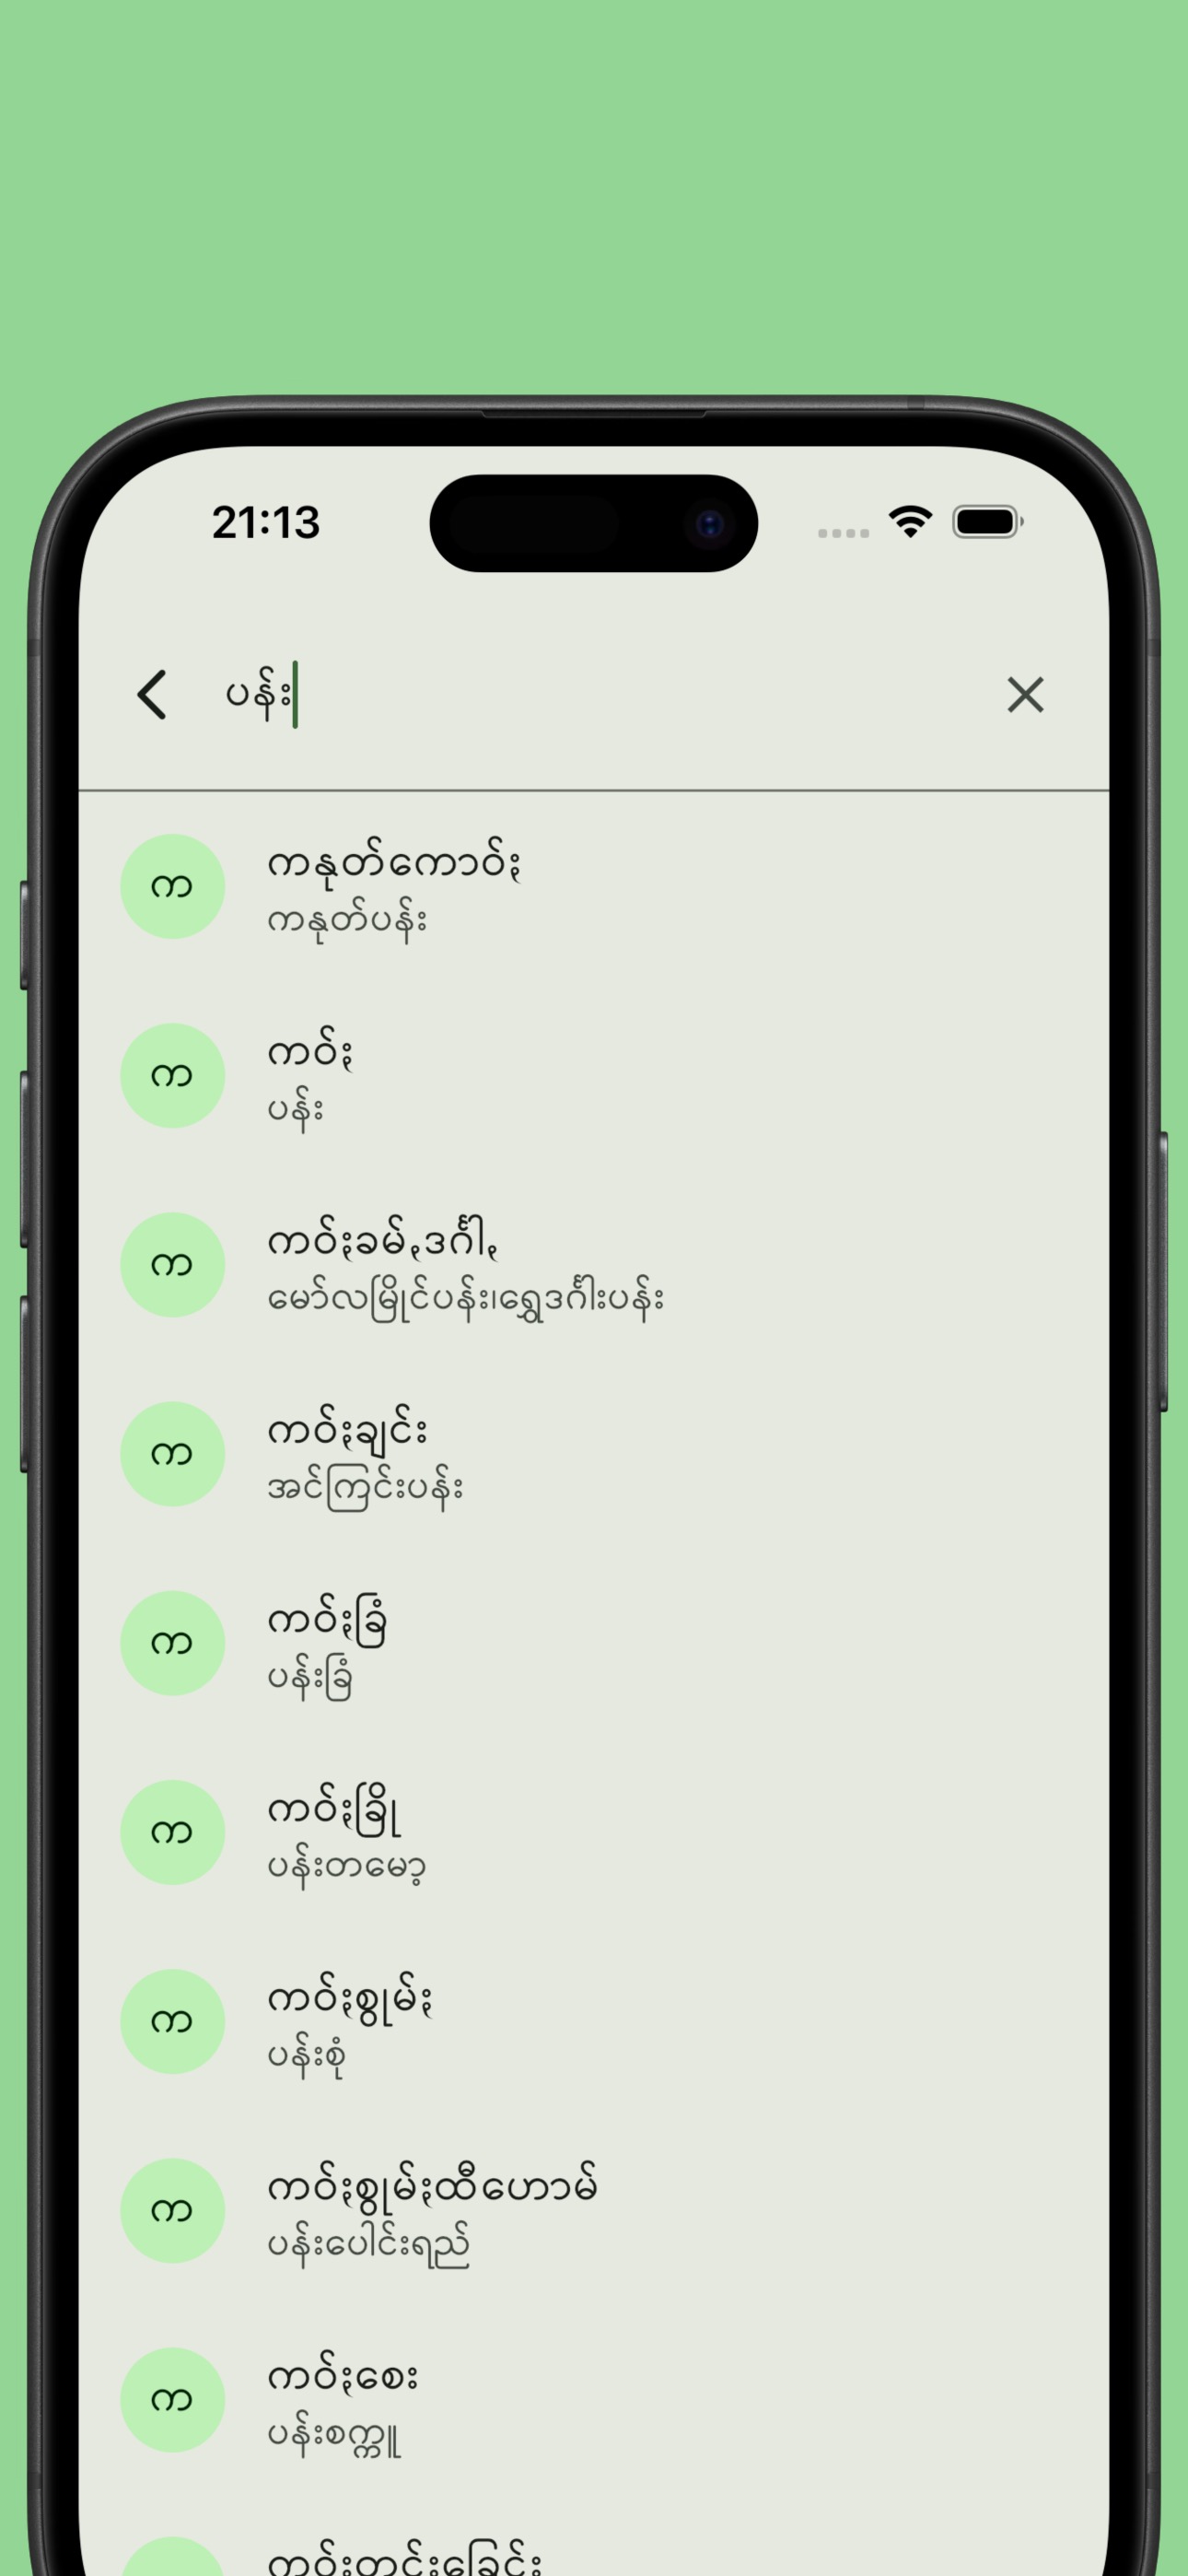 21:13
ပန်း
က
ကနုတ်ကောဝ်ႏ
ကနုတ်ပန်း
က
ကဝ်ႏ
ပန်း
က
ကဝ်ႏခမ်ႇဒင်္ဂါႇ
မော်လမြိုင်ပန်း၊ရွှေဒင်္ဂါးပန်း
က
ကဝ်ႏချင်း
အင်ကြင်းပန်း
က
ကဝ်ႏခြံ
ပန်းခြံ
က
ကဝ်ႏခြို
ပန်းတမော့
က
ကဝ်ႏစွုမ်ႏ
ပန်းစုံ
က
ကဝ်ႏစွုမ်ႏထီဟောမ်
ပန်းပေါင်းရည်
က
ကဝ်ႏစေး
ပန်းစက္ကူ